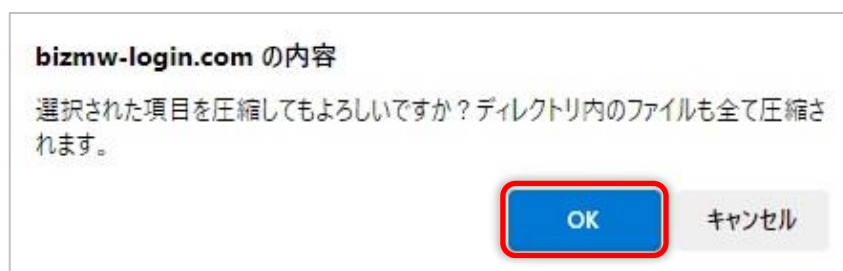 bizmw-login.com の内容
選択された項目を圧縮してもよろしいですか？ディレクトリ内のファイルも全て圧縮さ
れます。
OK キャンセル